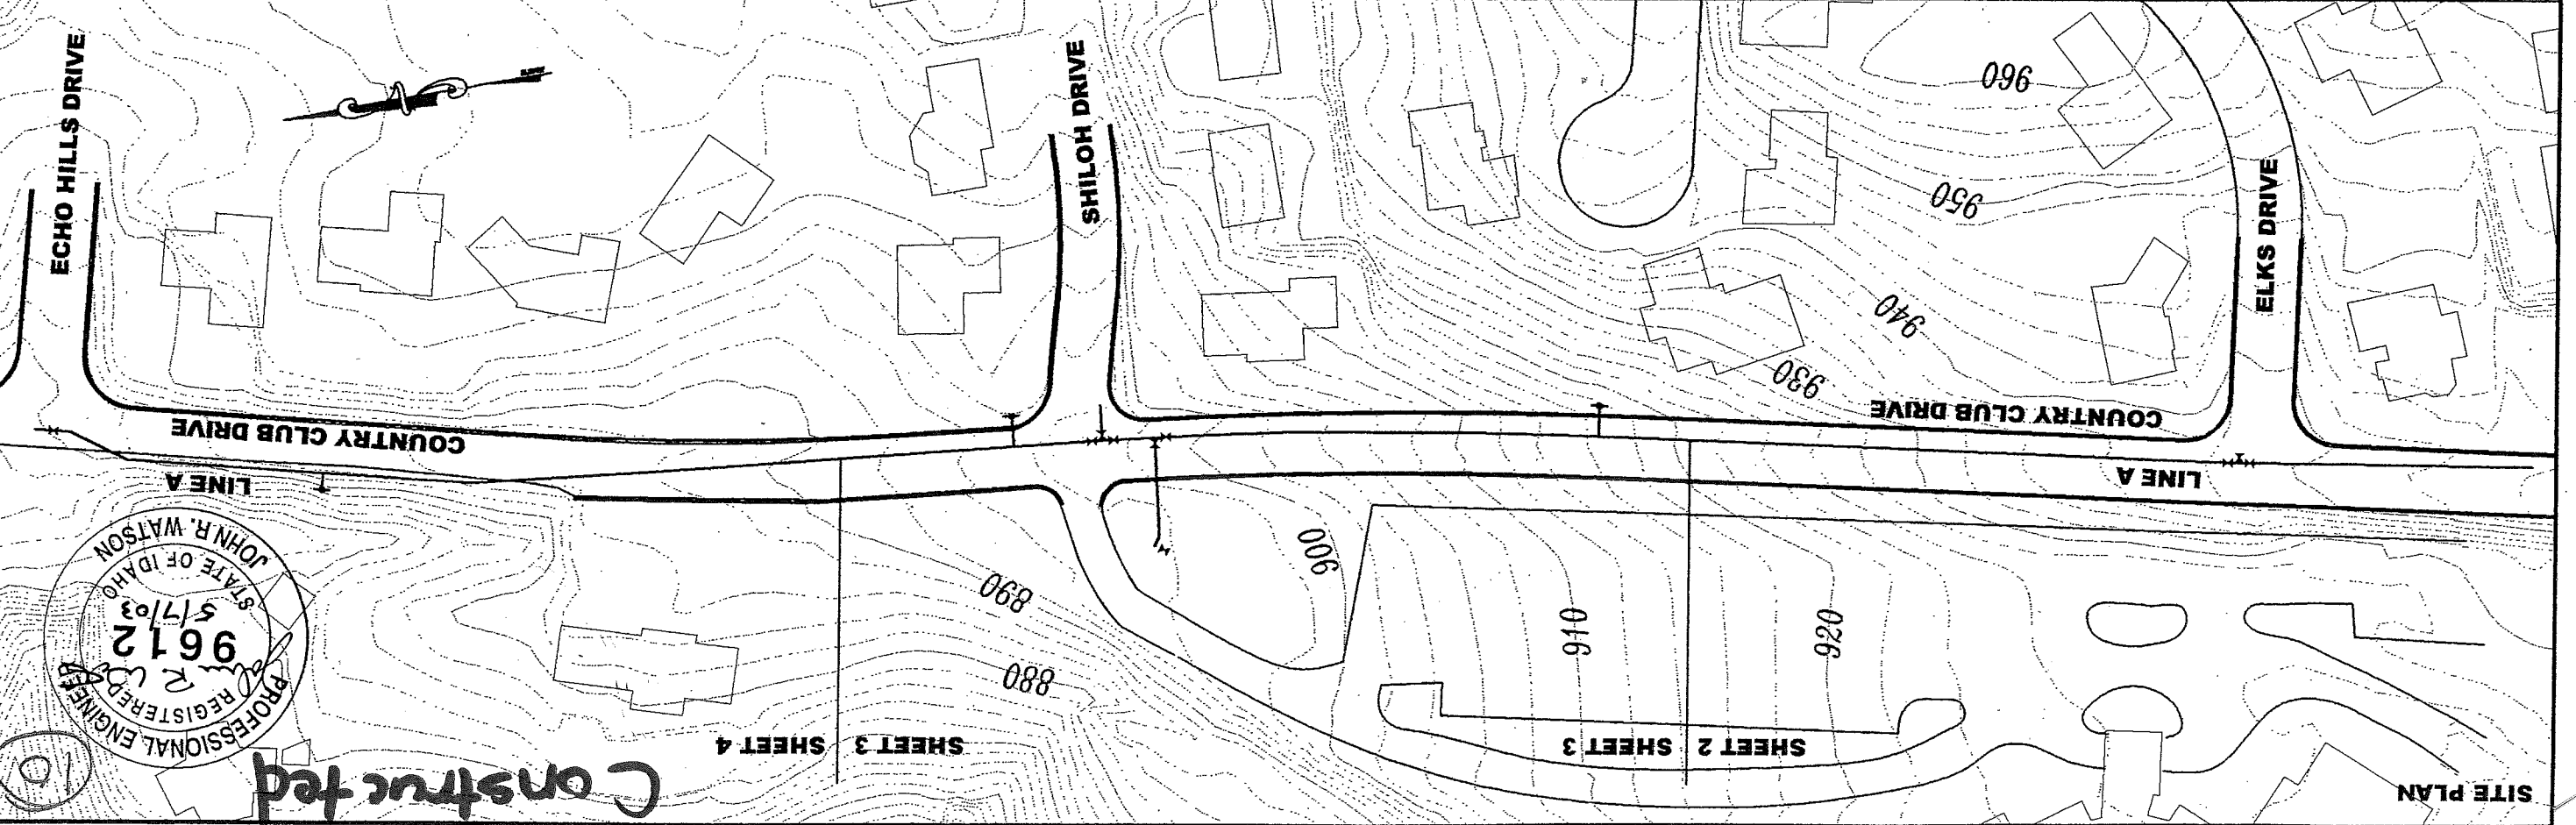 SITE PLAN
SHEET 2
SHEET 3
SHEET 3
SHEET 4
Constructed
10
PROFESSIONAL ENGINEER
REGISTERED
9612
5/7/03
STATE OF IDAHO
JOHN R. WATSON
920
910
900
890
880
LINE A
LINE A
COUNTRY CLUB DRIVE
COUNTRY CLUB DRIVE
930
940
950
960
ELKS DRIVE
SHILOH DRIVE
ECHO HILLS DRIVE